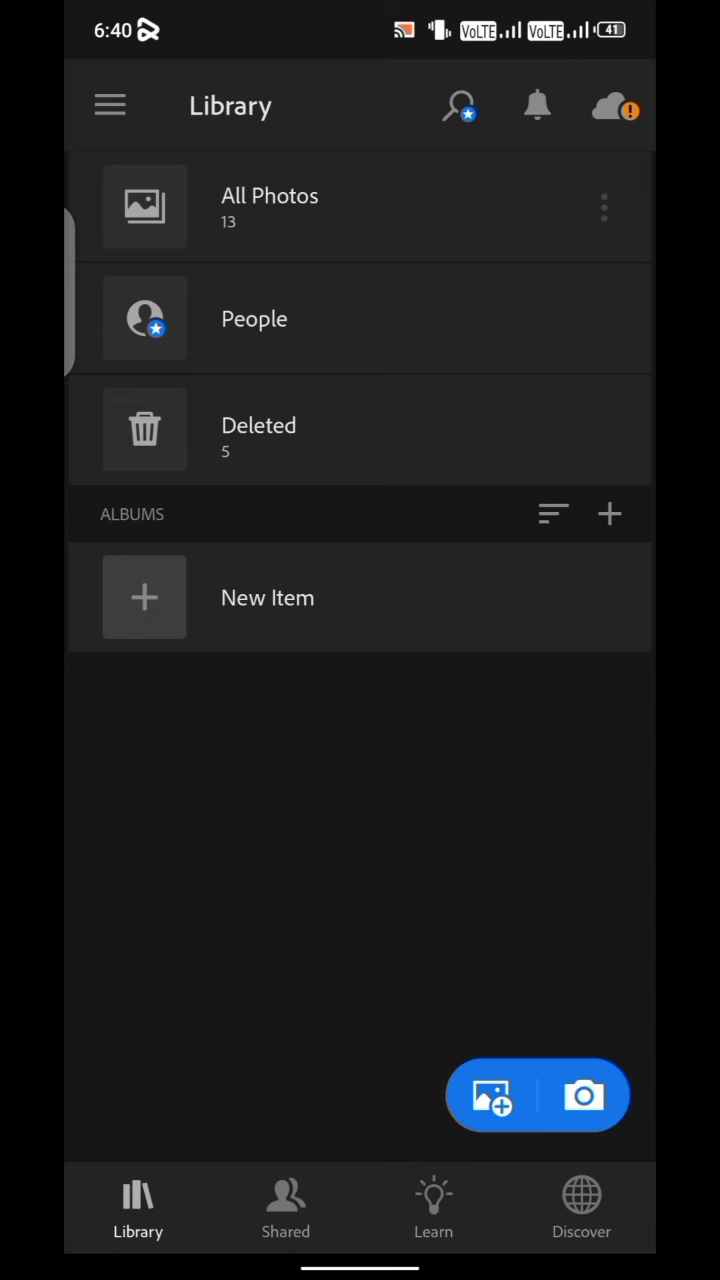 6:40 VoLTE VoLTE 41
Library
All Photos
13
People
Deleted
5
ALBUMS
New Item
Library Shared Learn Discover